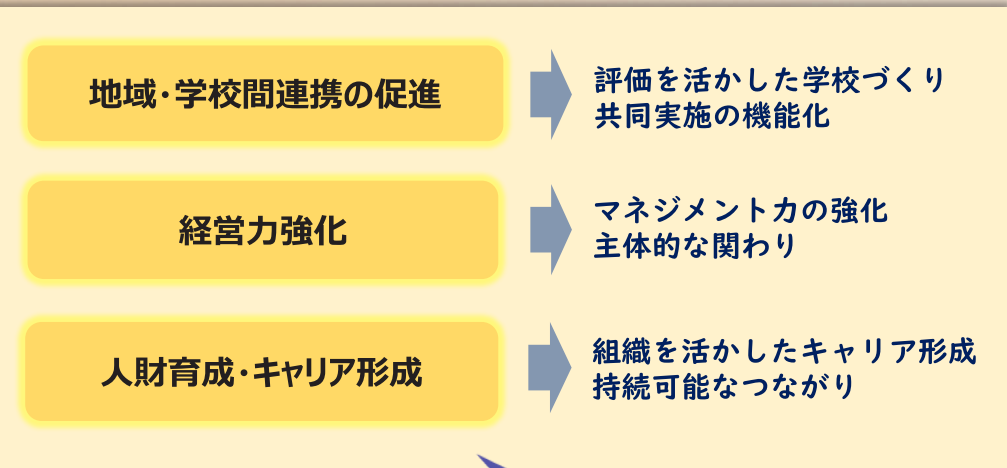 地域・学校間連携の促進
評価を活かした学校づくり
共同実施の機能化
経営力強化
マネジメント力の強化
主体的な関わり
人財育成・キャリア形成
組織を活かしたキャリア形成
持続可能なつながり